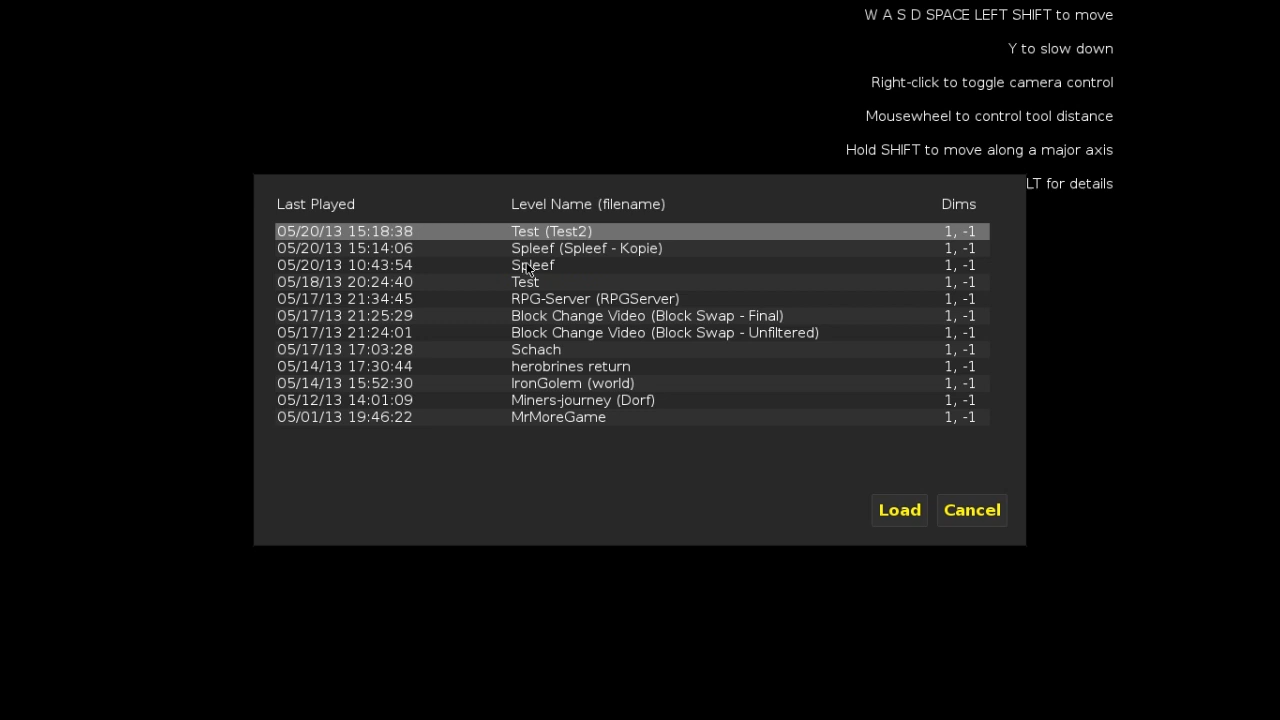 W A S D SPACE LEFT SHIFT to move
Y to slow down
Right-click to toggle camera control
Mousewheel to control tool distance
Hold SHIFT to move along a major axis
LT for details
Last Played Level Name (filename) Dims
05/20/13 15:18:38 Test (Test2) 1, -1
05/20/13 15:14:06 Spleef (Spleef - Kopie) 1, -1
05/20/13 10:43:54 Spleef 1, -1
05/18/13 20:24:40 Test 1, -1
05/17/13 21:34:45 RPG-Server (RPGServer) 1, -1
05/17/13 21:25:29 Block Change Video (Block Swap - Final) 1, -1
05/17/13 21:24:01 Block Change Video (Block Swap - Unfiltered) 1, -1
05/17/13 17:03:28 Schach 1, -1
05/14/13 17:30:44 herobrines return 1, -1
05/14/13 15:52:30 IronGolem (world) 1, -1
05/12/13 14:01:09 Miners-journey (Dorf) 1, -1
05/01/13 19:46:22 MrMoreGame 1, -1
Load Cancel